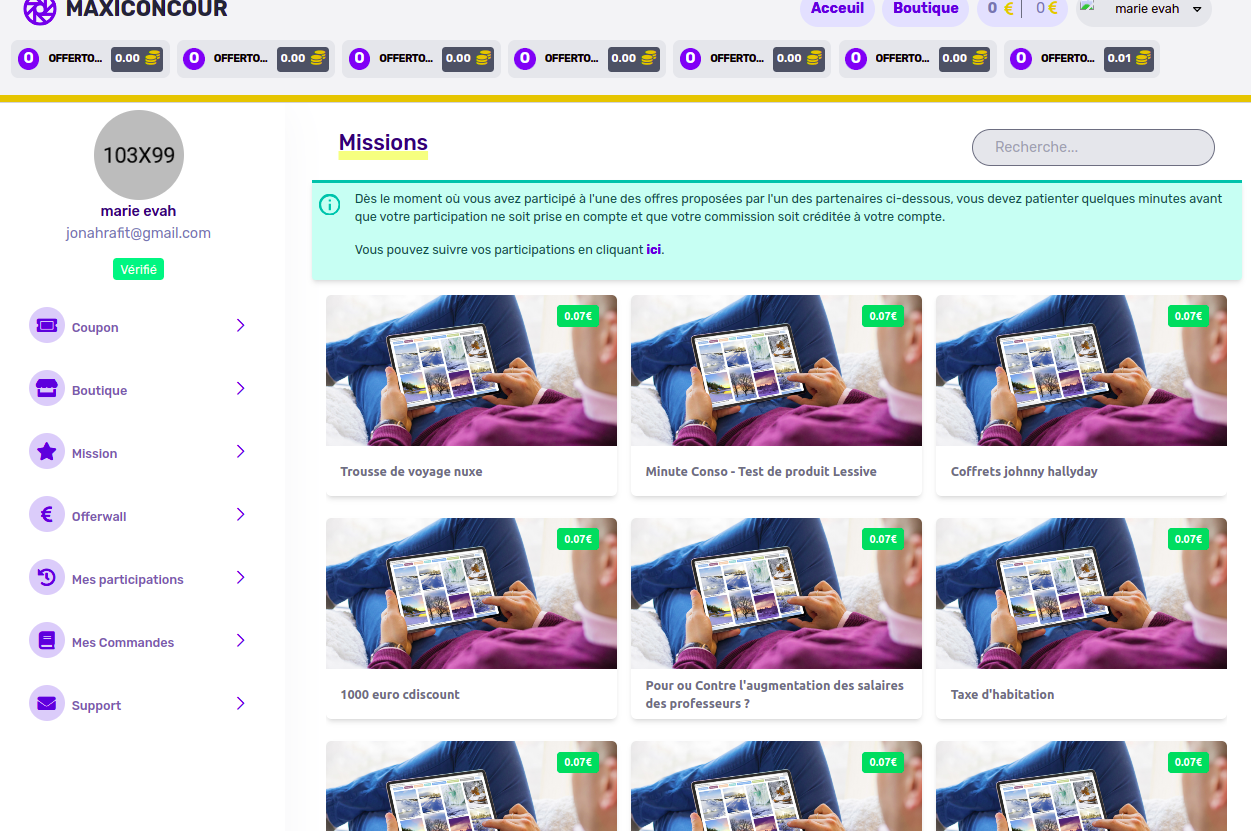 MAXICONCOUR
Acceuil
Boutique
0 €
0 €
marie evah
O OFFERTO... 0.00
O OFFERTO... 0.00
O OFFERTO... 0.00
O OFFERTO... 0.00
O OFFERTO... 0.00
O OFFERTO... 0.00
O OFFERTO... 0.01
103X99
marie evah
jonahrafit@gmail.com
Vérifié
Coupon
Boutique
Mission
Offerwall
Mes participations
Mes Commandes
Support
Missions
Recherche...
Dès le moment où vous avez participé à l'une des offres proposées par l'un des partenaires ci-dessous, vous devez patienter quelques minutes avant
que votre participation ne soit prise en compte et que votre commission soit créditée à votre compte.
Vous pouvez suivre vos participations en cliquant ici.
0.07€
Trousse de voyage nuxe
0.07€
Minute Conso - Test de produit Lessive
0.07€
Coffrets johnny hallyday
0.07€
1000 euro cdiscount
0.07€
Pour ou Contre l'augmentation des salaires
des professeurs ?
0.07€
Taxe d'habitation
0.07€
0.07€
0.07€